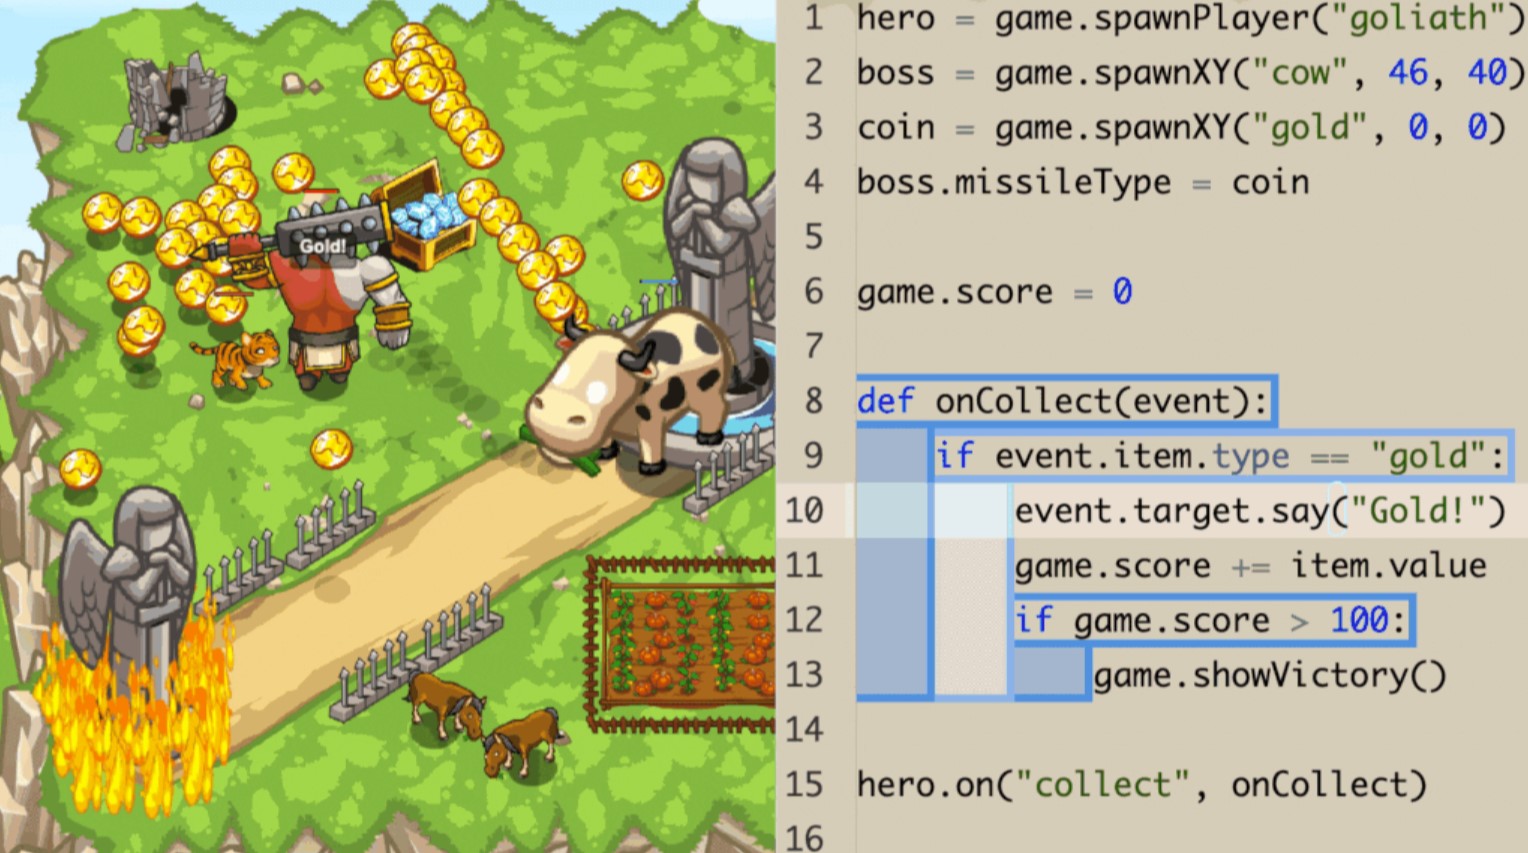 Gold!
1 hero = game.spawnPlayer("goliath")
2 boss = game.spawnXY("cow", 46, 40)
3 coin = game.spawnXY("gold", 0, 0)
4 boss.missileType = coin
5
6 game.score = 0
7
8 def onCollect(event):
9 if event.item.type == "gold":
10 event.target.say("Gold!")
11 game.score += item.value
12 if game.score > 100:
13 game.showVictory()
14
15 hero.on("collect", onCollect)
16